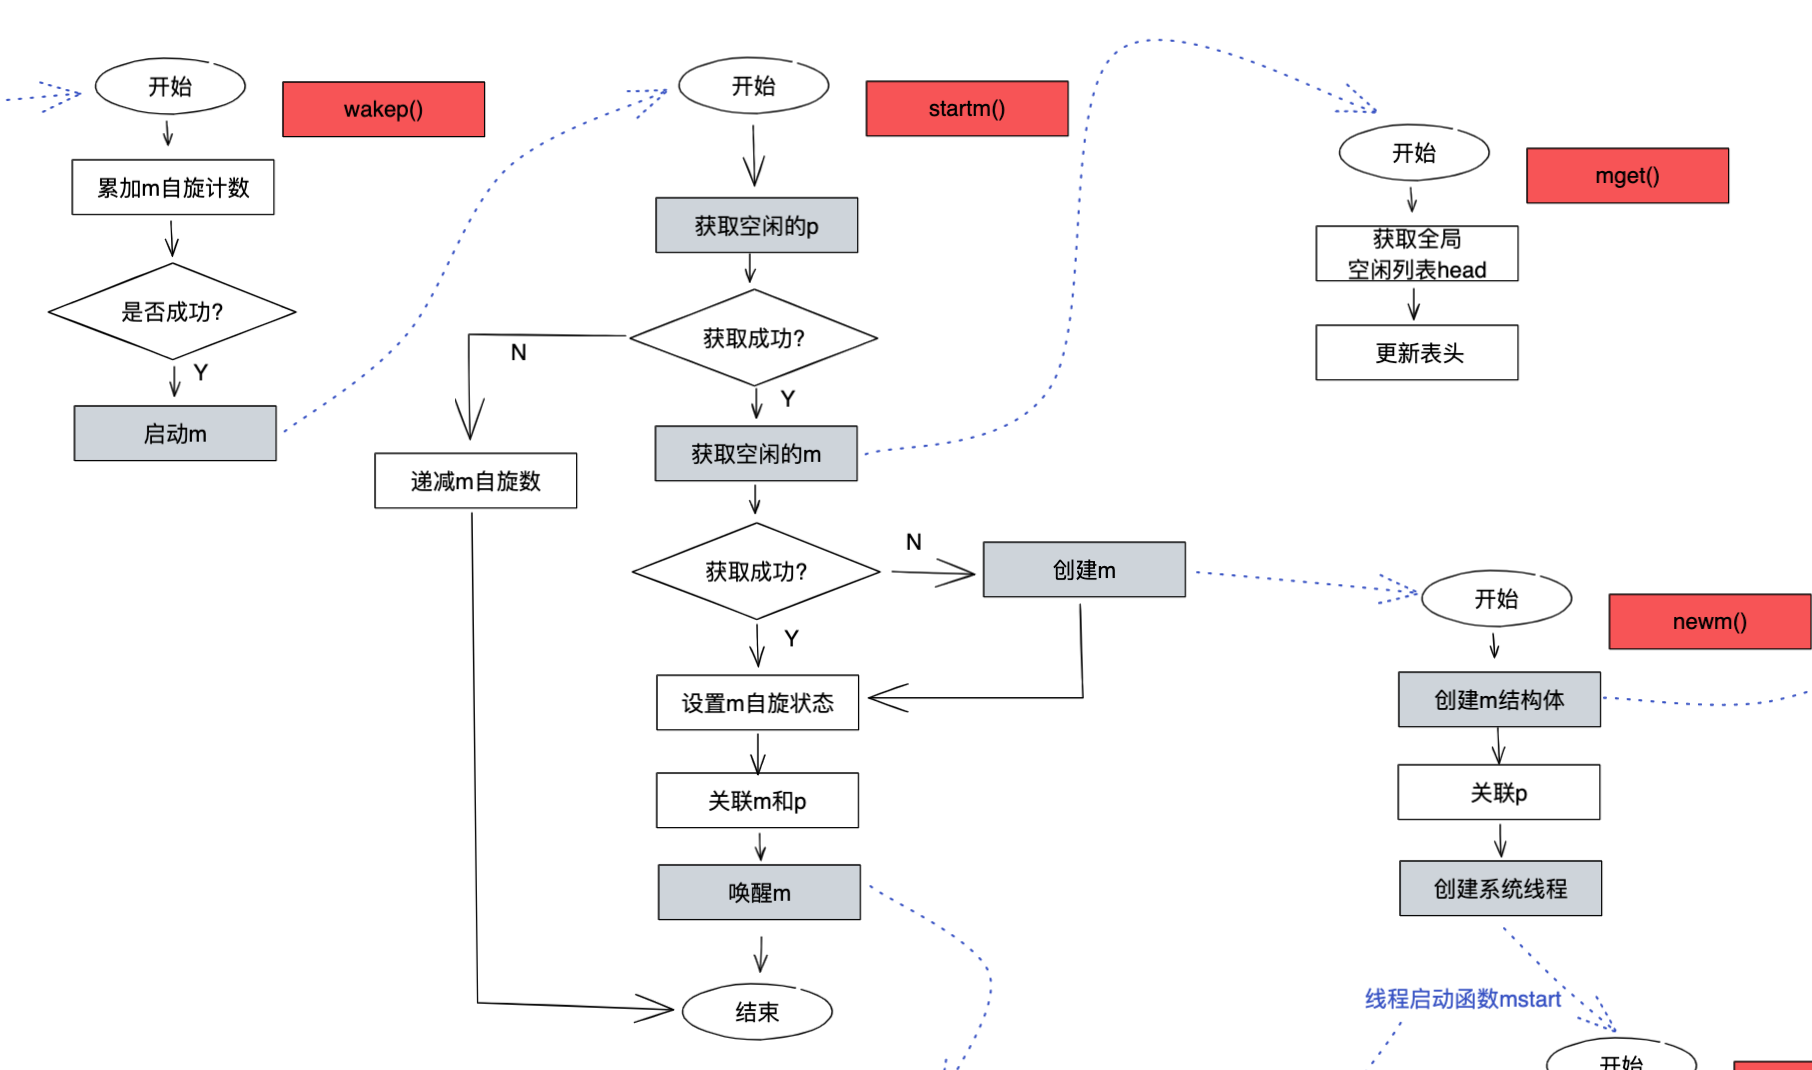 开始
wakep()
累加m自旋计数
是否成功?
Y
启动m
开始
startm()
获取空闲的p
获取成功?
N
Y
递减m自旋数
获取空闲的m
获取成功?
N
创建m
Y
设置m自旋状态
关联m和p
唤醒m
结束
开始
mget()
获取全局
空闲列表head
更新表头
开始
newm()
创建m结构体
关联p
创建系统线程
线程启动函数mstart
开始